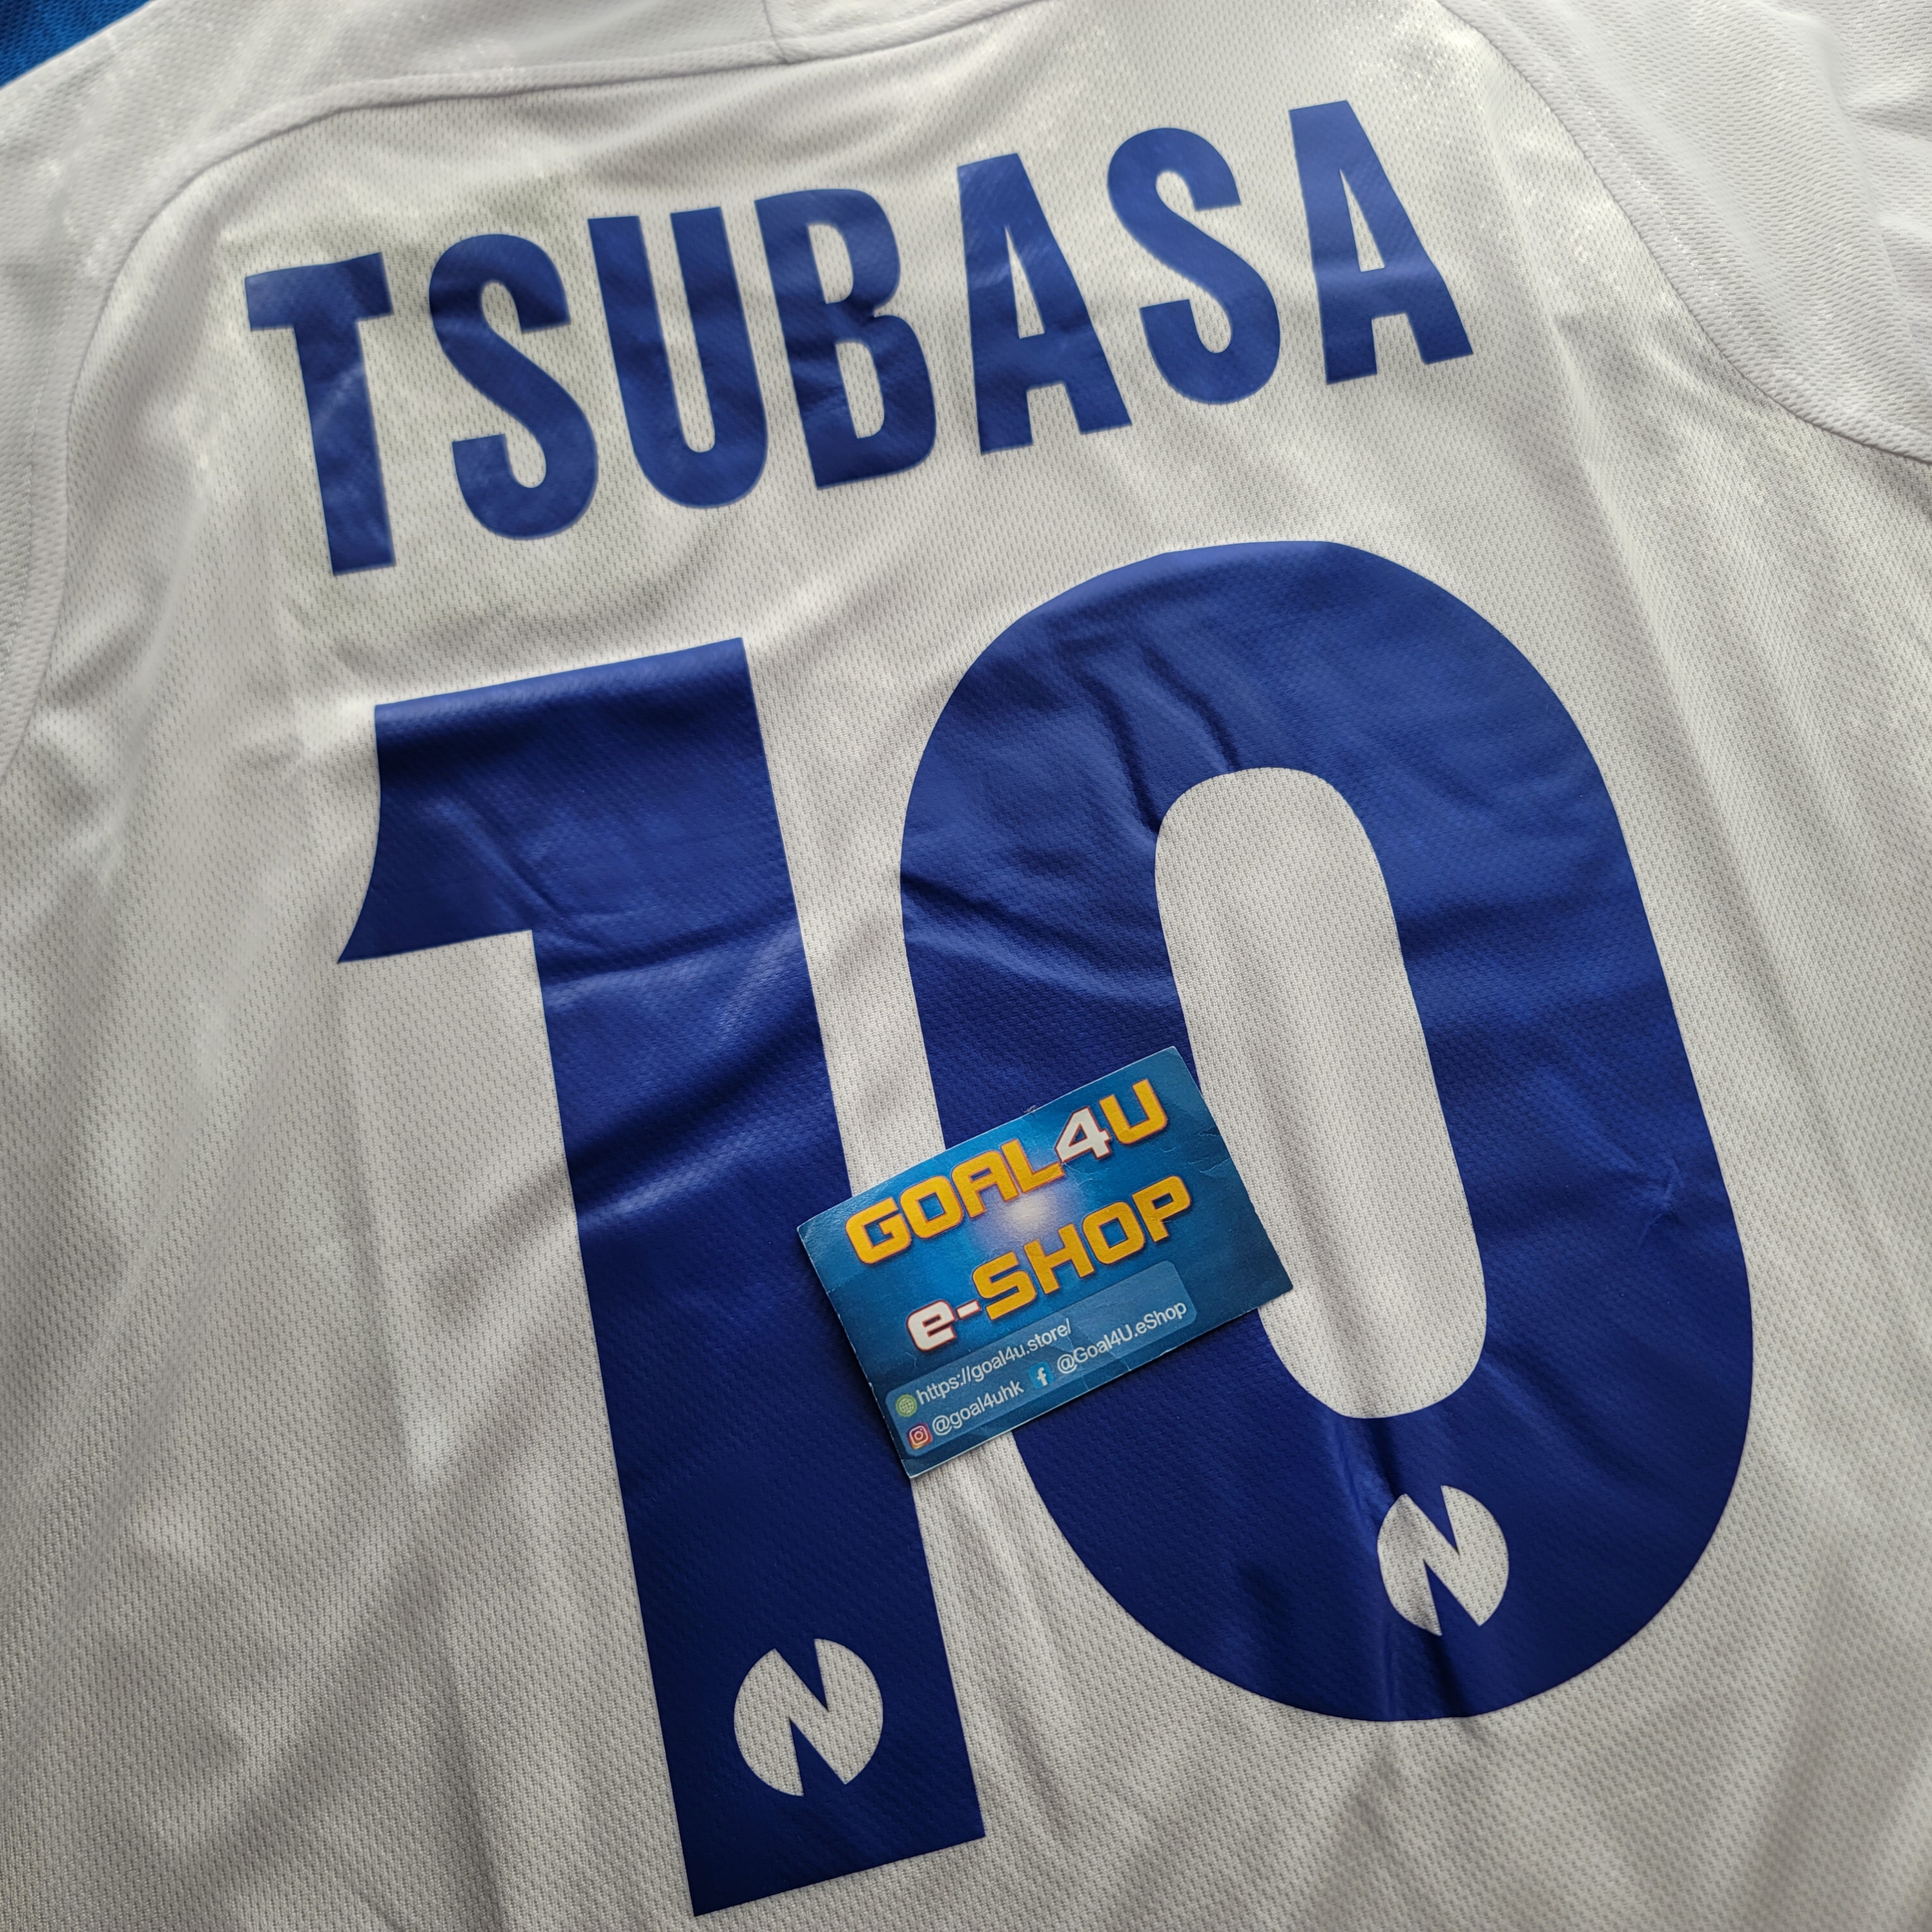 TSUBASA
10
GOAL4U
e-SHOP
https://goal4u.store/
@goal4uhk @Goal4U.eShop
N
N